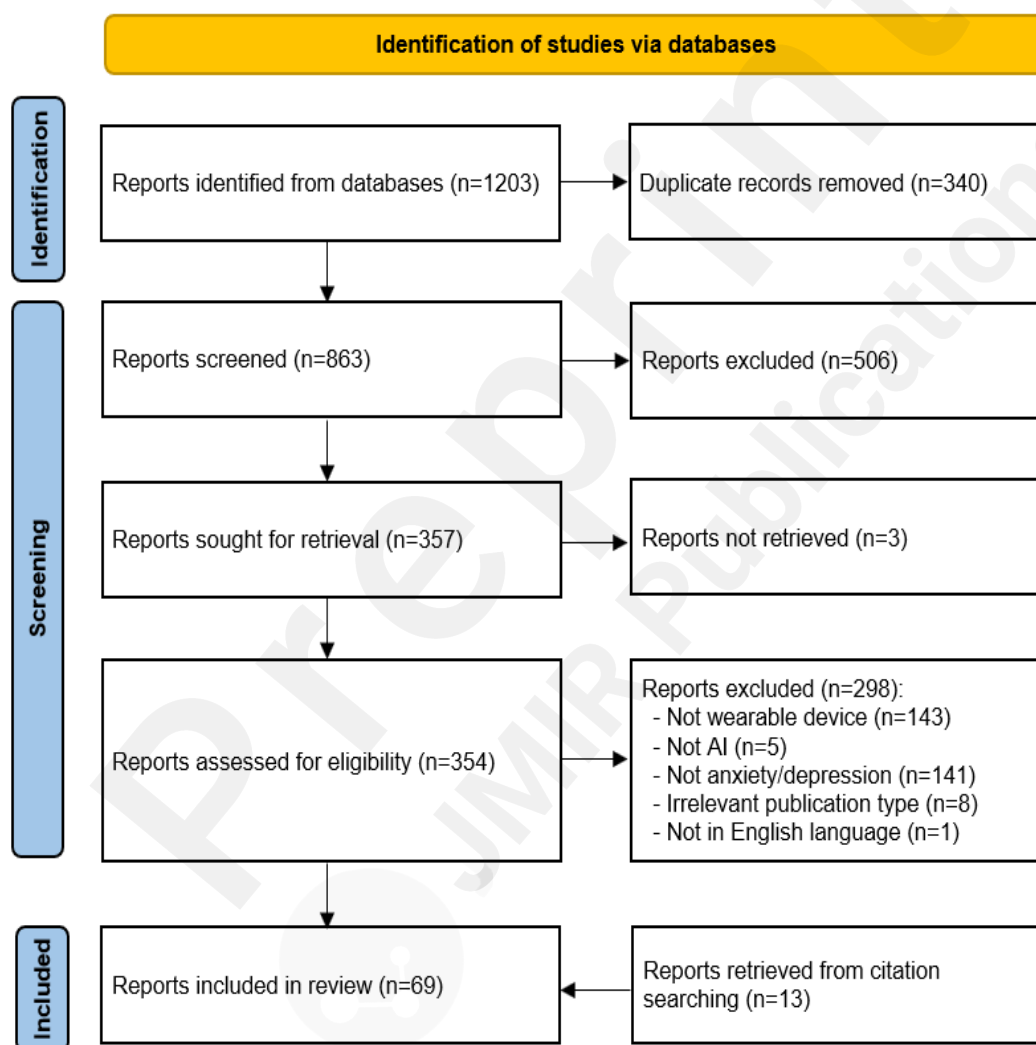 Identification of studies via databases
Identification
Reports identified from databases (n=1203)
Duplicate records removed (n=340)
Screening
Reports screened (n=863)
Reports excluded (n=506)
Reports sought for retrieval (n=357)
Reports not retrieved (n=3)
Reports assessed for eligibility (n=354)
Reports excluded (n=298):
- Not wearable device (n=143)
- Not AI (n=5)
- Not anxiety/depression (n=141)
- Irrelevant publication type (n=8)
- Not in English language (n=1)
Included
Reports included in review (n=69)
Reports retrieved from citation
searching (n=13)
Preprint
JMIR Publication